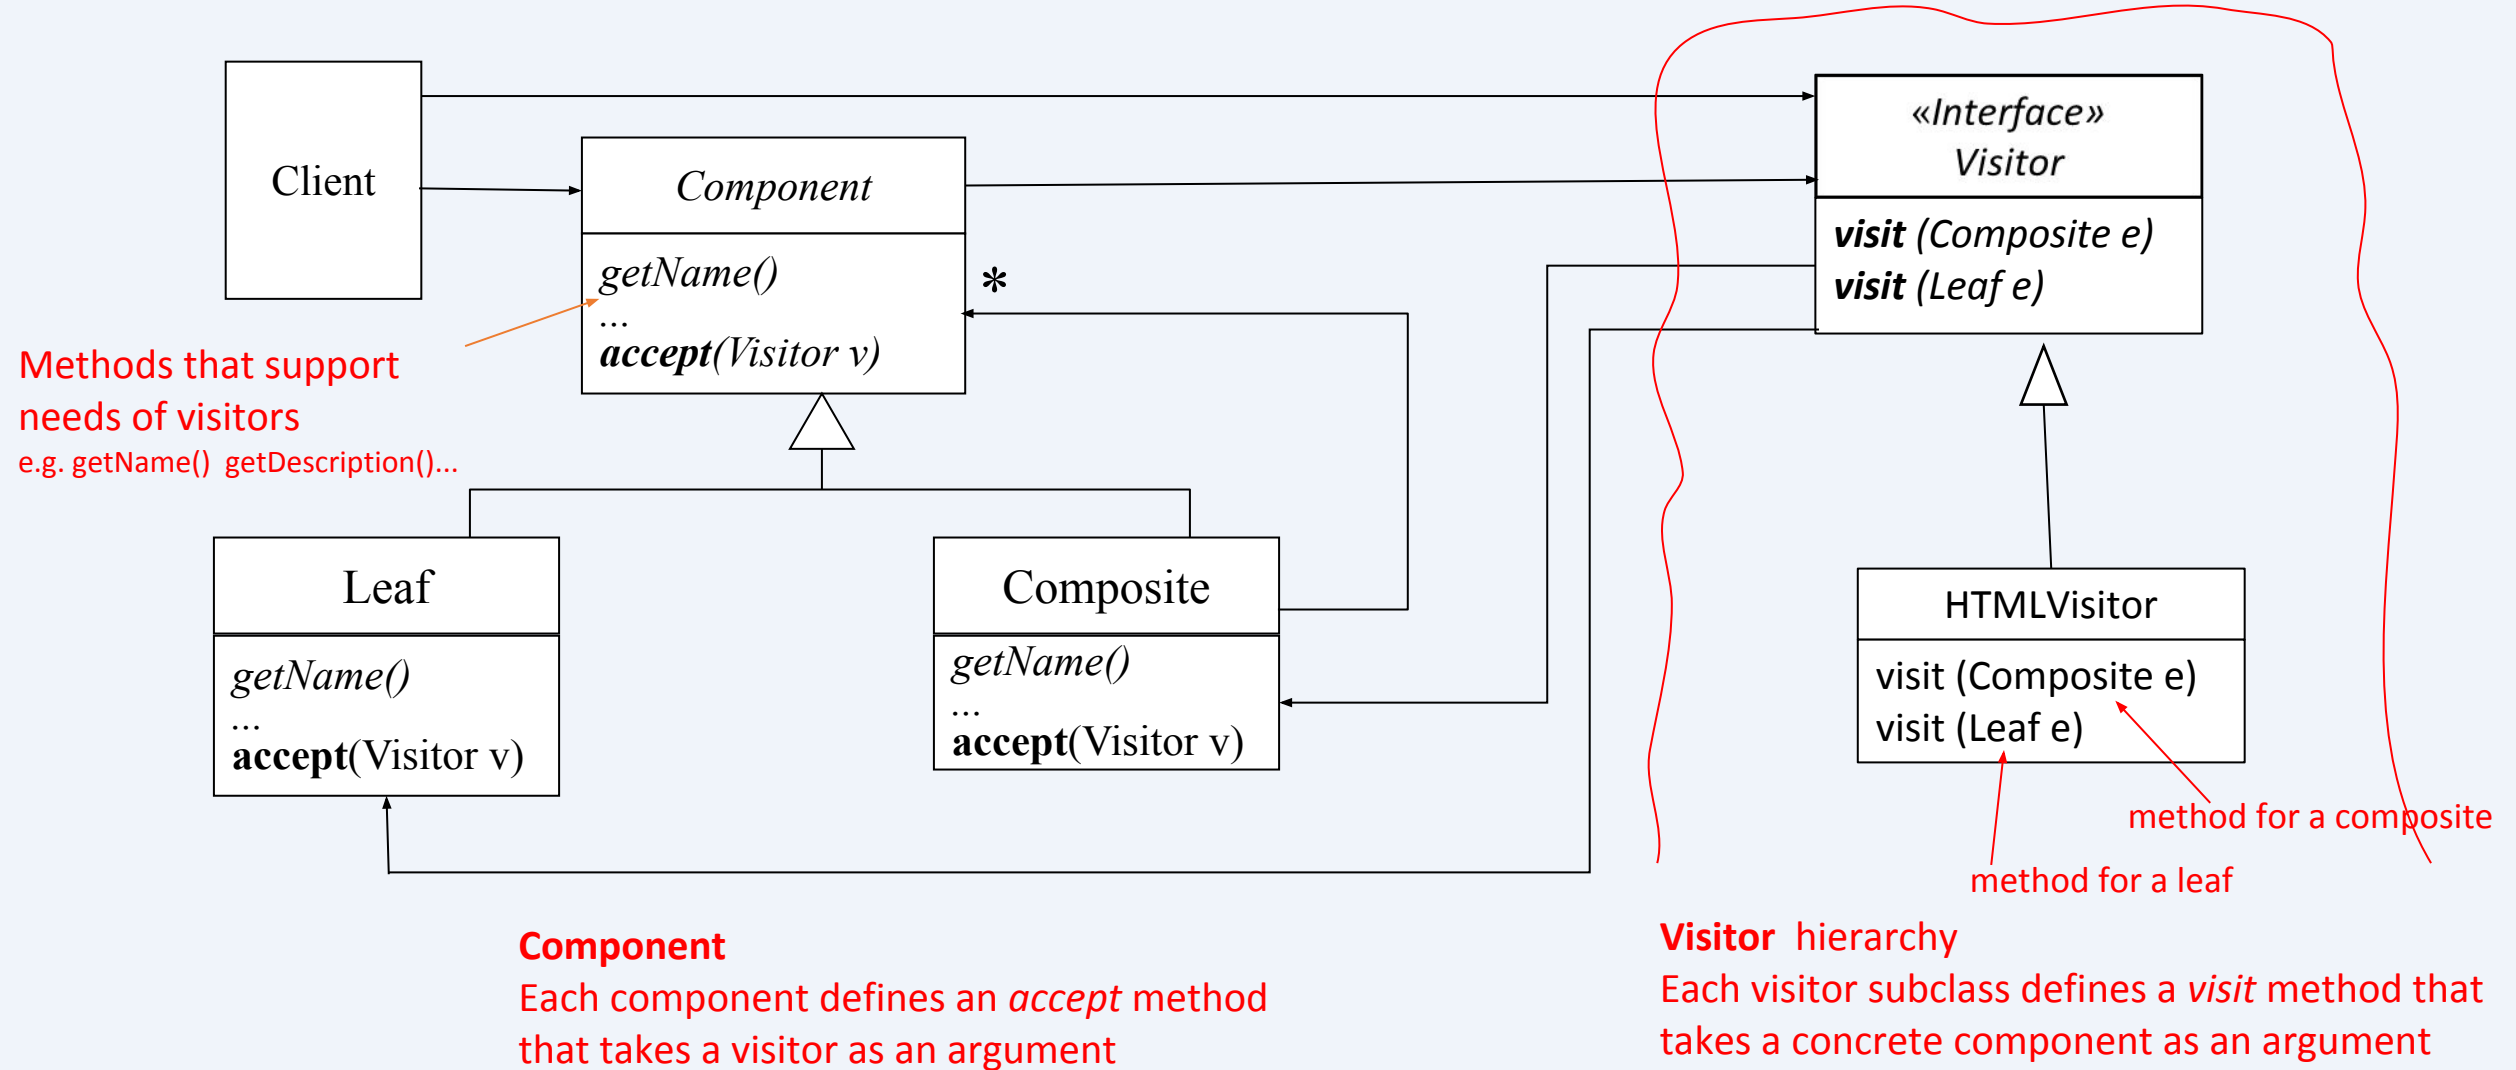 Client
Component
getName()
...
accept(Visitor v)
*
«Interface»
Visitor
visit (Composite e)
visit (Leaf e)
Methods that support
needs of visitors
e.g. getName()  getDescription()...
Leaf
getName()
...
accept(Visitor v)
Composite
getName()
...
accept(Visitor v)
HTMLVisitor
visit (Composite e)
visit (Leaf e)
method for a composite
method for a leaf
Component
Each component defines an accept method
that takes a visitor as an argument
Visitor  hierarchy
Each visitor subclass defines a visit method that
takes a concrete component as an argument